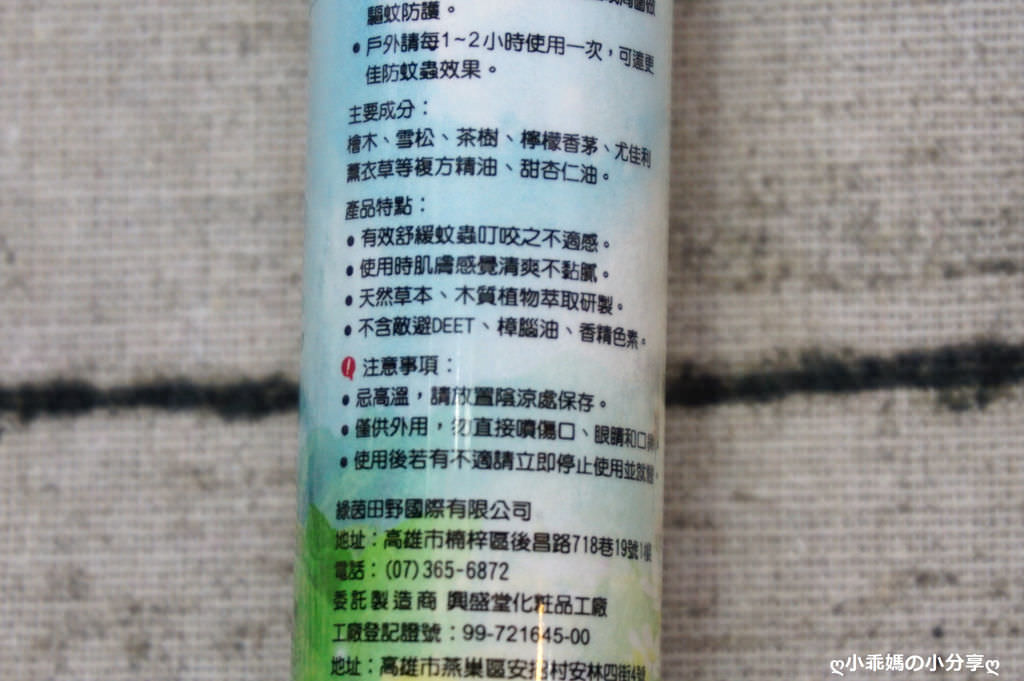 驅蚊防護。
•戶外請每1~2小時使用一次，可達更
佳防蚊蟲效果。
主要成分：
檜木、雪松、茶樹、檸檬香茅、尤佳利
薰衣草等複方精油、甜杏仁油。
產品特點：
•有效舒緩蚊蟲叮咬之不適感。
•使用時肌膚感覺清爽不黏膩。
•天然草本、木質植物萃取研製。
•不含敵避DEET、樟腦油、香精色素。
注意事項：
•忌高溫，請放置陰涼處保存。
•僅供外用，勿直接噴傷口、眼睛和口
•使用後若有不適請立即停止使用並就醫。
綠茵田野國際有限公司
地址：高雄市楠梓區後昌路718巷19號1樓
電話：(07)365-6872
委託製造商 興盛堂化粧品工廠
工廠登記證號：99-721645-00
地址：高雄市燕巢區安招村安林四街4號
ღ小乖媽の小分享ღ